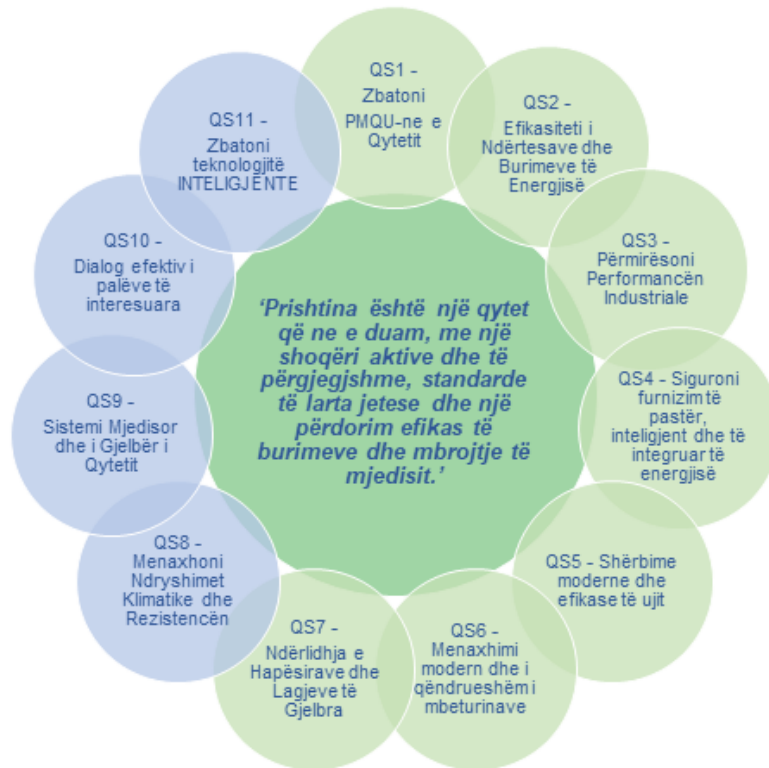 QS1 -
Zbatoni
PMQU-ne e
Qytetit
QS2 -
Efikasiteti i
Ndërtesave dhe
Burimeve të
Energjisë
QS3 -
Përmirësoni
Performancën
Industriale
QS4 - Siguroni
furnizim të
pastër,
inteligjent dhe të
integruar të
energjisë
QS5 - Shërbime
moderne dhe
efikase të ujit
QS6 -
Menaxhimi
modern dhe i
qëndrueshëm i
mbeturinave
QS7 -
Ndërlidhja e
Hapësirave dhe
Lagjeve të
Gjelbra
QS8 -
Menaxhoni
Ndryshimet
Klimatike dhe
Rezistencën
QS9 -
Sistemi Mjedisor
dhe i Gjelbër i
Qytetit
QS10 -
Dialog efektiv i
palëve të
interesuara
QS11 -
Zbatoni
teknologjitë
INTELIGJENTE
‘Prishtina është një qytet
që ne e duam, me një
shoqëri aktive dhe të
përgjegjshme, standarde
të larta jetese dhe një
përdorim efikas të
burimeve dhe mbrojtje të
mjedisit.’